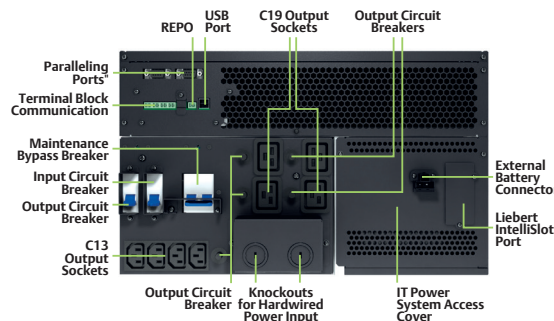 REPO
USB
Port
C19 Output
Sockets
Output Circuit
Breakers
Paralleling
Ports"
Terminal Block
Communication
Maintenance
Bypass Breaker
Input Circuit
Breaker
Output Circuit
Breaker
C13
Output
Sockets
External
Battery
Connecto
Liebert
IntelliSlot
Port
Output Circuit
Breaker
Knockouts
for Hardwired
Power Input
IT Power
System Access
Cover